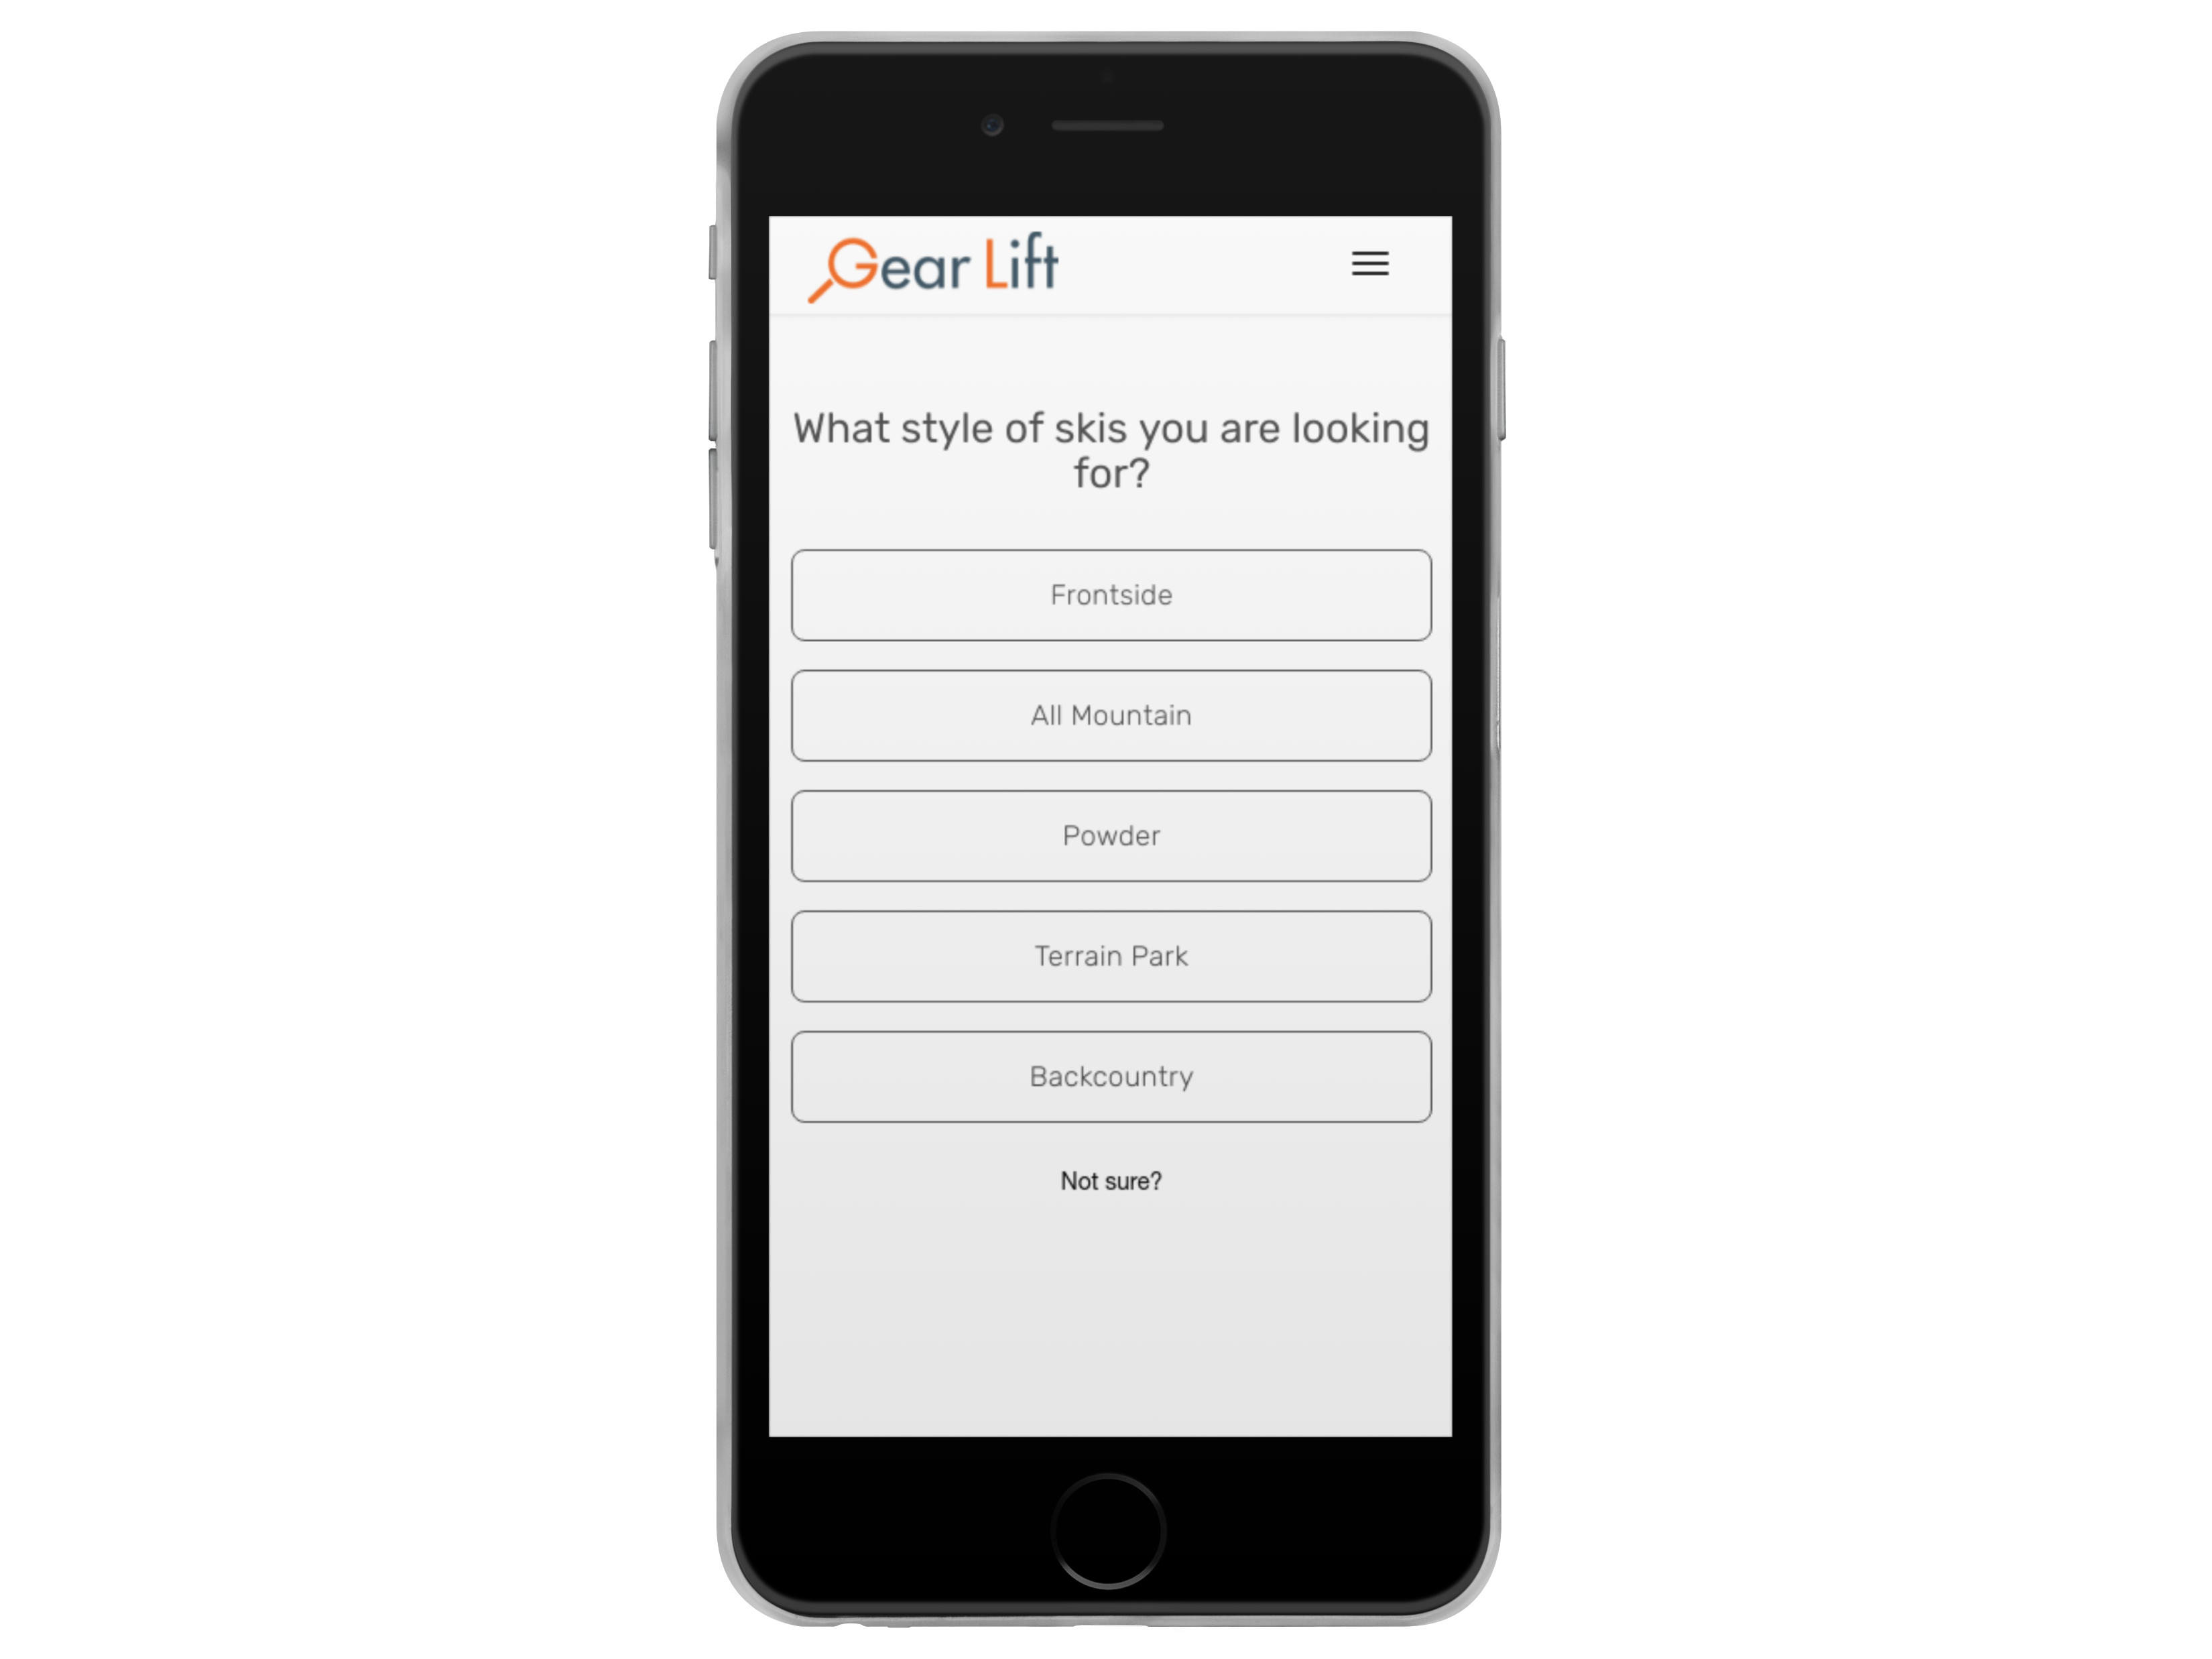 Gear Lift
What style of skis you are looking
for?
Frontside
All Mountain
Powder
Terrain Park
Backcountry
Not sure?